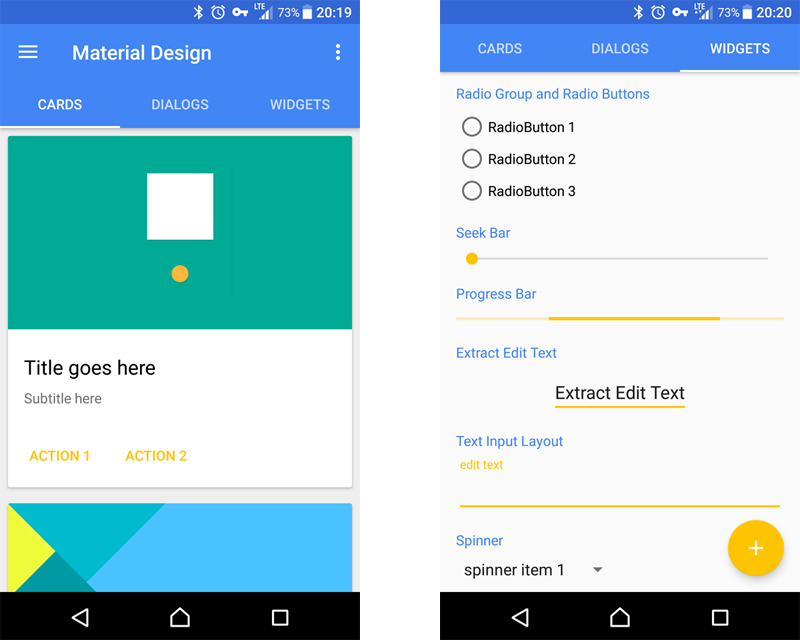 LTE 73% 20:19
Material Design
CARDS DIALOGS WIDGETS
Title goes here
Subtitle here
ACTION 1 ACTION 2
LTE 73% 20:20
CARDS DIALOGS WIDGETS
Radio Group and Radio Buttons
RadioButton 1
RadioButton 2
RadioButton 3
Seek Bar
Progress Bar
Extract Edit Text
Extract Edit Text
Text Input Layout
edit text
Spinner
spinner item 1